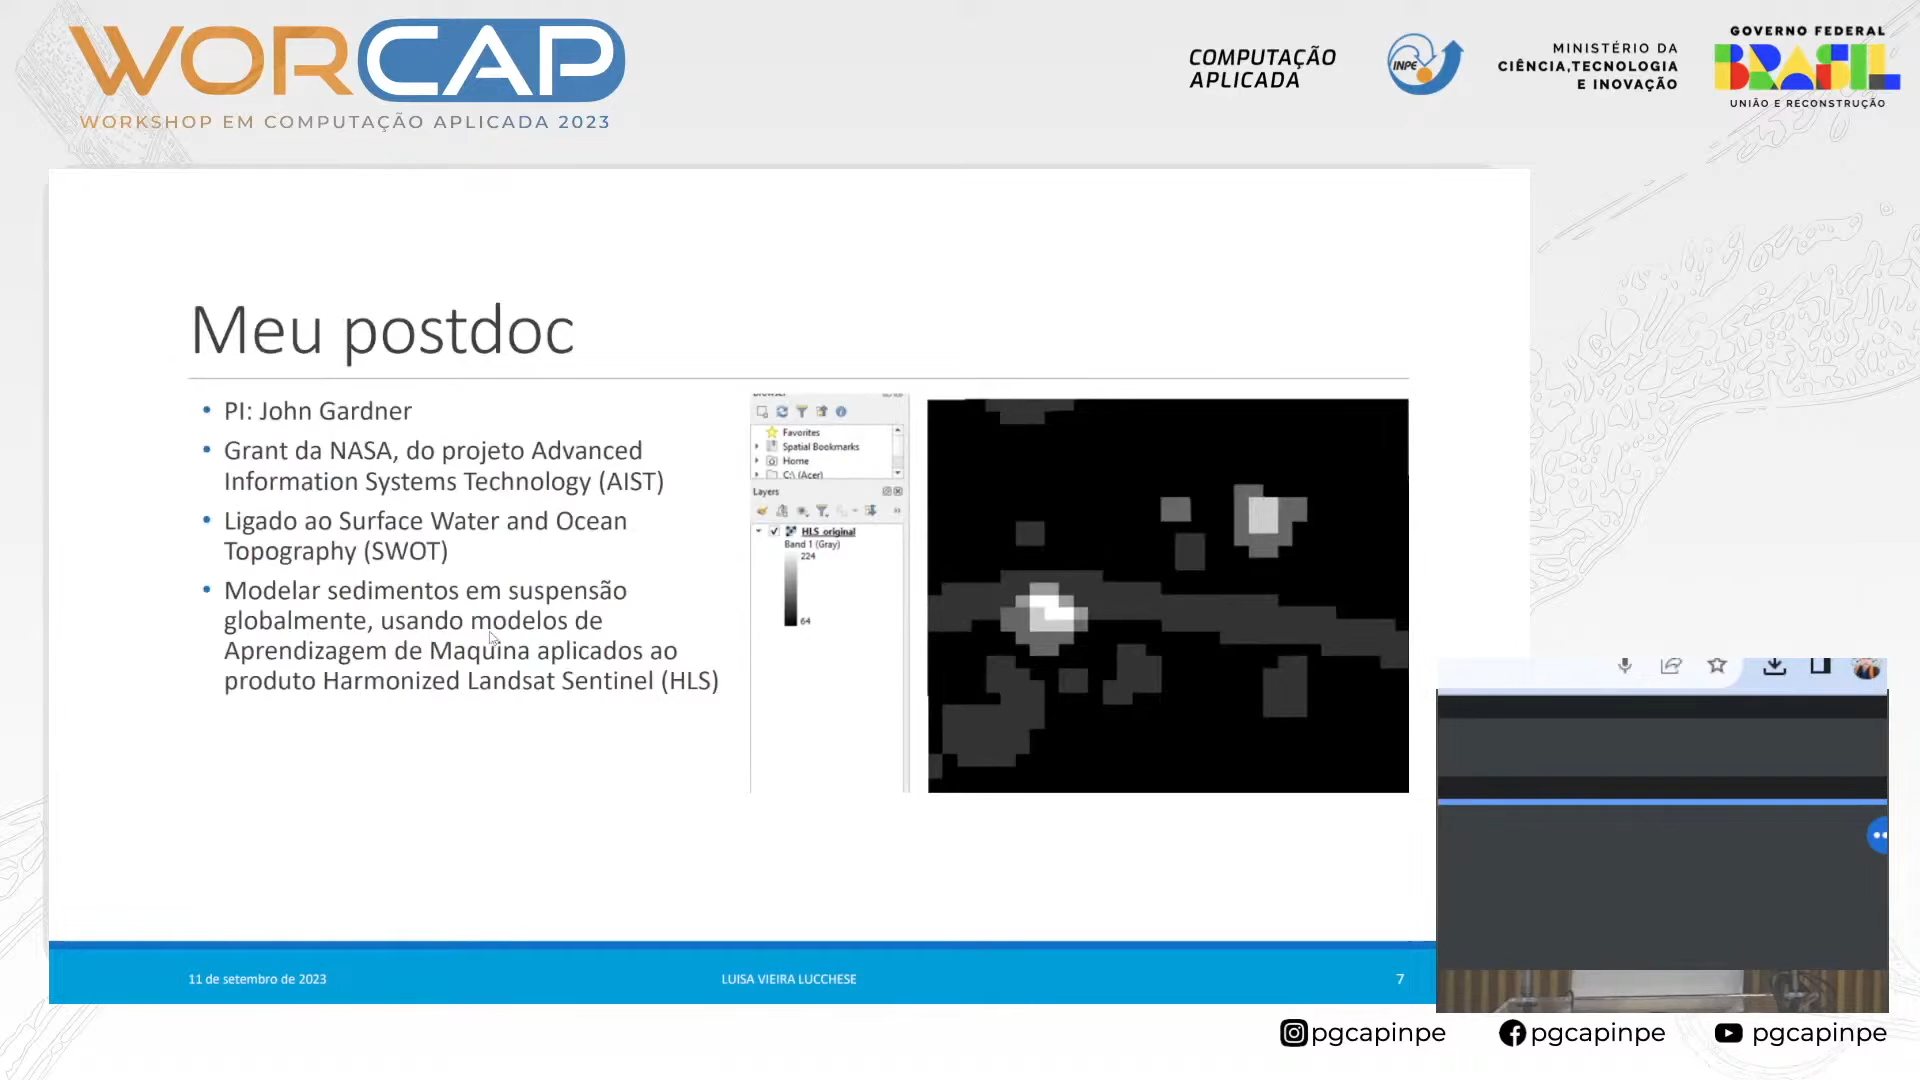 WORCAP
WORKSHOP EM COMPUTAÇÃO APLICADA 2023
COMPUTAÇÃO
APLICADA
INPE
MINISTÉRIO DA
CIÊNCIA,TECNOLOGIA
E INOVAÇÃO
GOVERNO FEDERAL
BRASIL
UNIÃO E RECONSTRUÇÃO
Meu postdoc
• PI: John Gardner
• Grant da NASA, do projeto Advanced
Information Systems Technology (AIST)
• Ligado ao Surface Water and Ocean
Topography (SWOT)
• Modelar sedimentos em suspensão
globalmente, usando modelos de
Aprendizagem de Maquina aplicados ao
produto Harmonized Landsat Sentinel (HLS)
Favorites
Spatial Bookmarks
Home
C:\ (Acer)
Layers
HLS_original
Band 1 (Gray)
224
64
11 de setembro de 2023
LUISA VIEIRA LUCCHESE
7
pgcapinpe
pgcapinpe
pgcapinpe